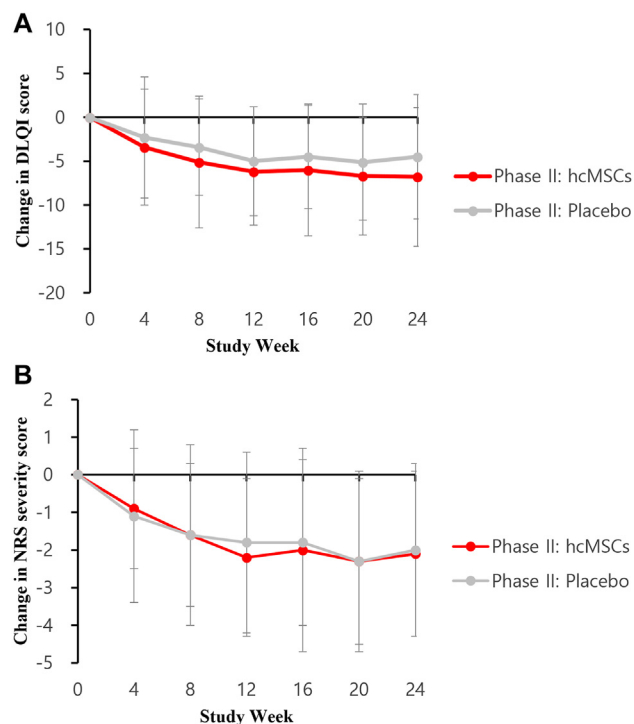 A
10
5
0
-5
-10
-15
-20
Change in DLQI score
0 4 8 12 16 20 24
Study Week
Phase II: hcMSCs
Phase II: Placebo
B
2
1
0
-1
-2
-3
-4
-5
Change in NRS severity score
0 4 8 12 16 20 24
Study Week
Phase II: hcMSCs
Phase II: Placebo